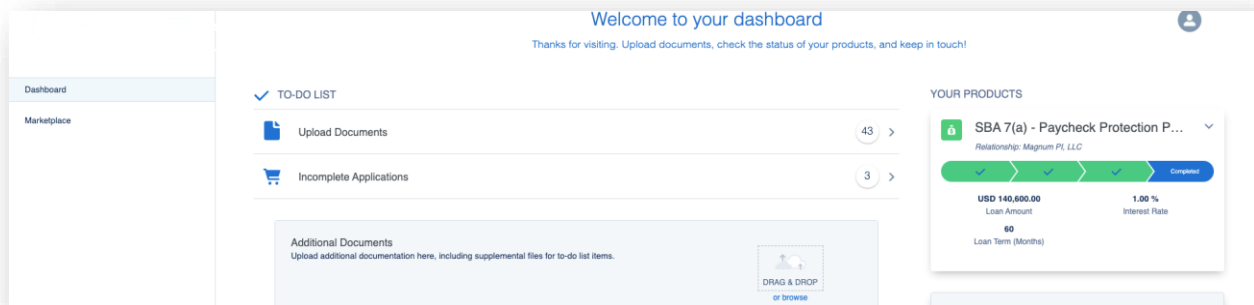 Welcome to your dashboard
Thanks for visiting. Upload documents, check the status of your products, and keep in touch!
Dashboard
Marketplace
TO-DO LIST
Upload Documents
43
Incomplete Applications
3
Additional Documents
Upload additional documentation here, including supplemental files for to-do list items.
DRAG & DROP
or browse
YOUR PRODUCTS
SBA 7(a) - Paycheck Protection P...
Relationship: Magnum PI, LLC
Completed
USD 140,600.00
Loan Amount
1.00 %
Interest Rate
60
Loan Term (Months)